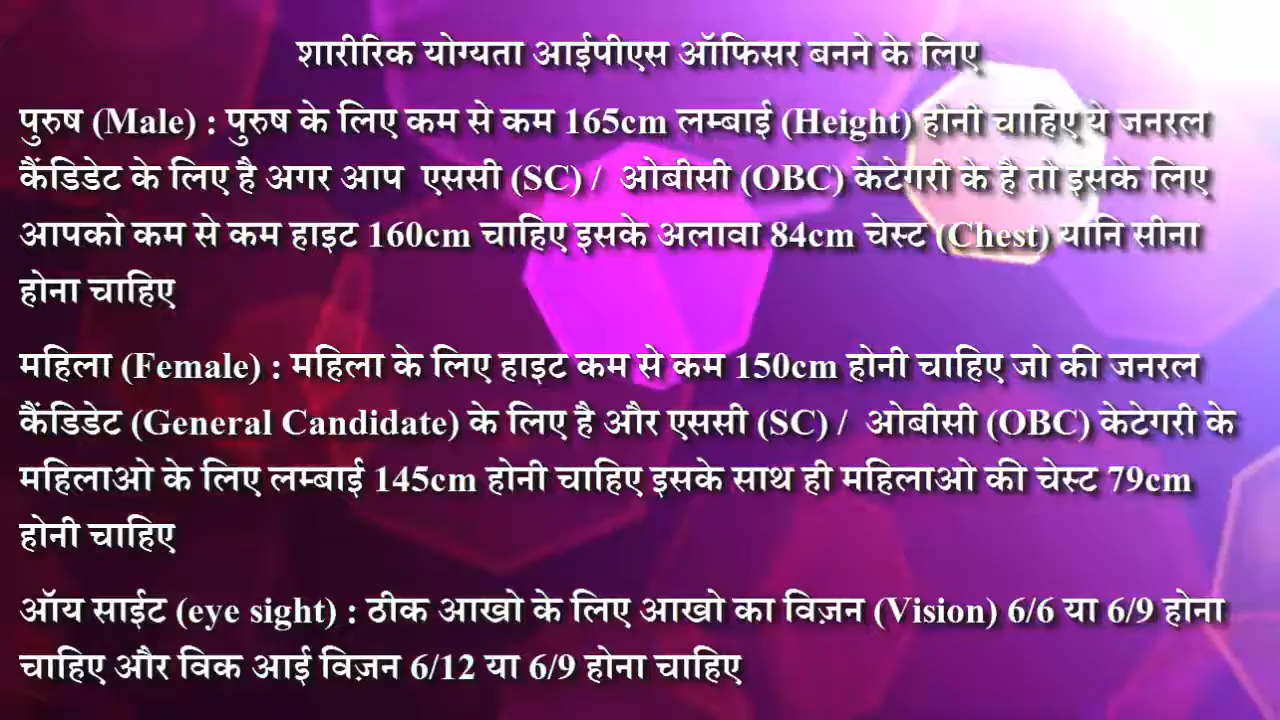 शारीरिक योग्यता आईपीएस ऑफिसर बनने के लिए
पुरुष (Male) : पुरुष के लिए कम से कम 165cm लम्बाई (Height) होनी चाहिए ये जनरल
कैंडिडेट के लिए है अगर आप एससी (SC) / ओबीसी (OBC) केटेगरी के है तो इसके लिए
आपको कम से कम हाइट 160cm चाहिए इसके अलावा 84cm चेस्ट (Chest) यानि सीना
होना चाहिए
महिला (Female) : महिला के लिए हाइट कम से कम 150cm होनी चाहिए जो की जनरल
कैंडिडेट (General Candidate) के लिए है और एससी (SC) / ओबीसी (OBC) केटेगरी के
महिलाओ के लिए लम्बाई 145cm होनी चाहिए इसके साथ ही महिलाओ की चेस्ट 79cm
होनी चाहिए
ऑय साईट (eye sight) : ठीक आखो के लिए आखो का विज़न (Vision) 6/6 या 6/9 होना
चाहिए और विक आई विज़न 6/12 या 6/9 होना चाहिए